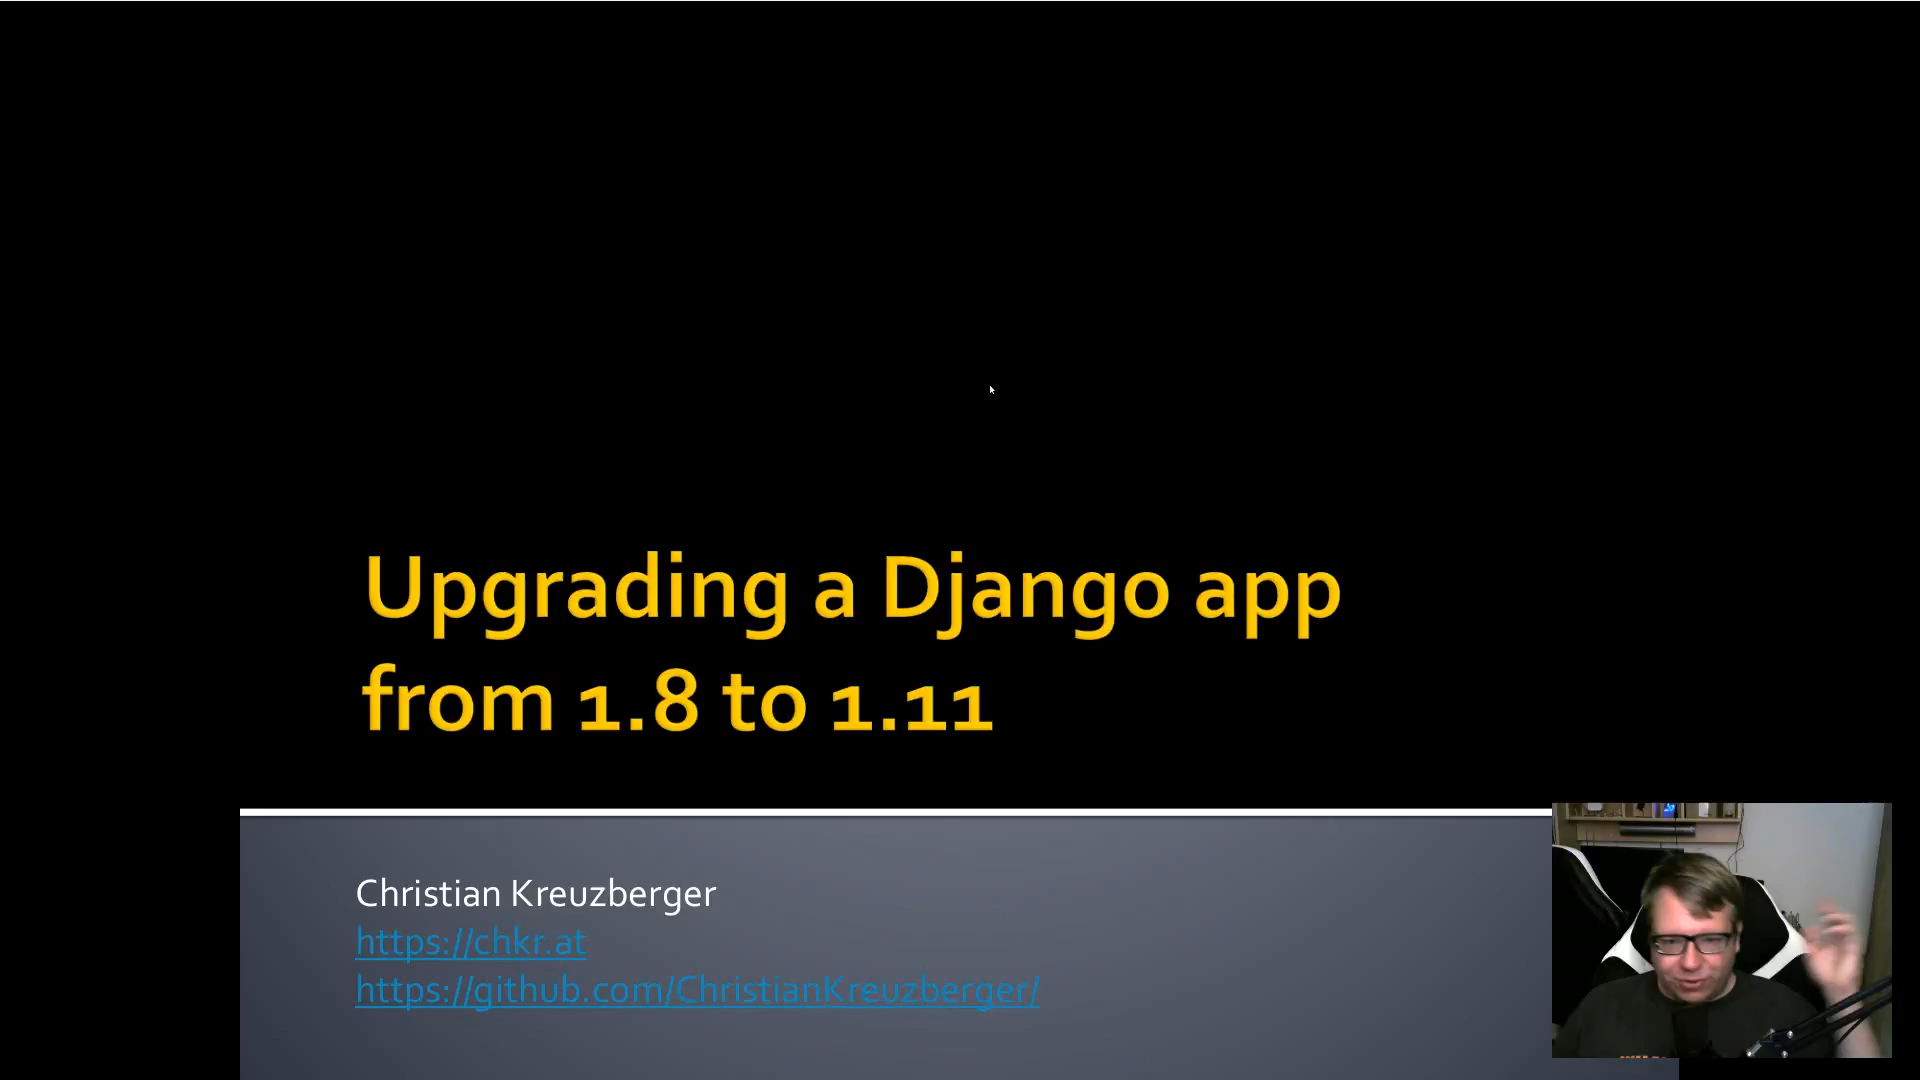 Upgrading a Django app
from 1.8 to 1.11
Christian Kreuzberger
https://chkr.at
https://github.com/ChristianKreuzberger/